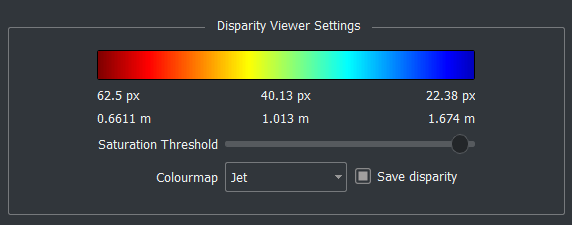 Disparity Viewer Settings
62.5 px 40.13 px 22.38 px
0.6611 m 1.013 m 1.674 m
Saturation Threshold
Colourmap Jet Save disparity